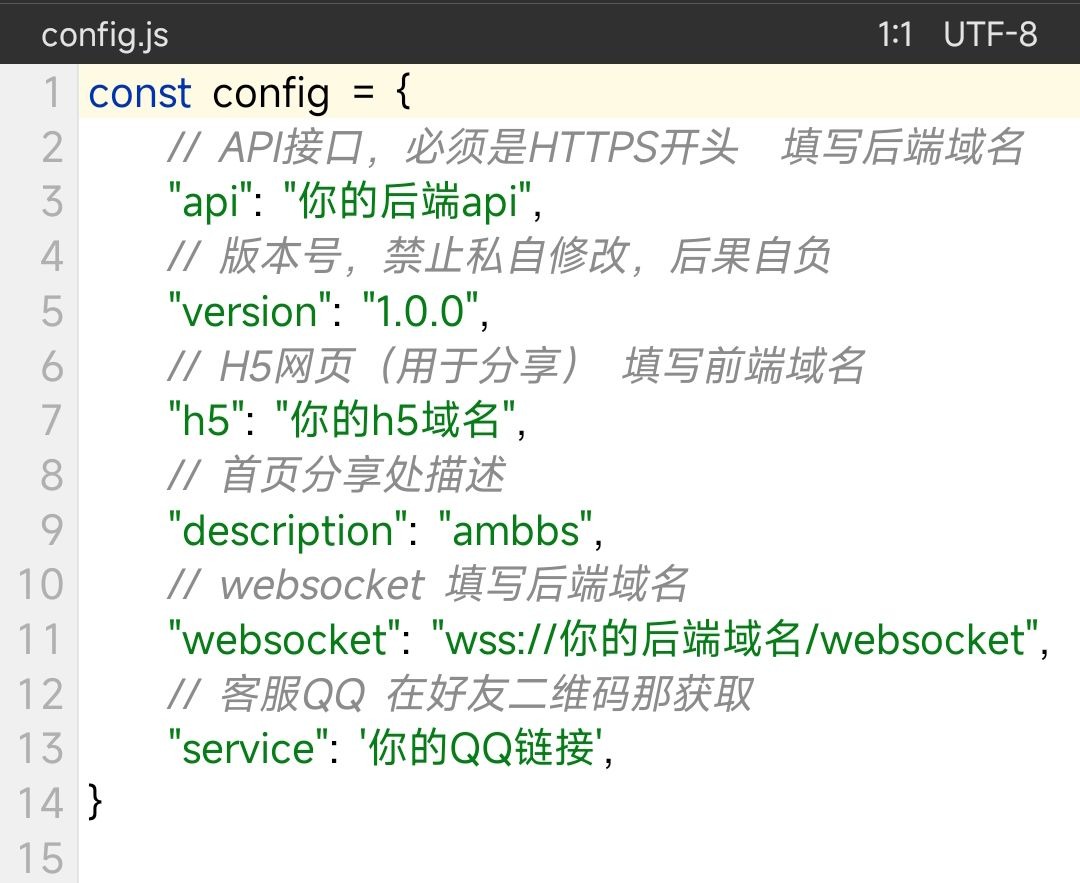 config.js 1:1 UTF-8
1 const config = {
2 // API接口，必须是HTTPS开头 填写后端域名
3 "api": "你的后端api",
4 // 版本号，禁止私自修改，后果自负
5 "version": "1.0.0",
6 // H5网页（用于分享） 填写前端域名
7 "h5": "你的h5域名",
8 // 首页分享处描述
9 "description": "ambbs",
10 // websocket 填写后端域名
11 "websocket": "wss://你的后端域名/websocket",
12 // 客服QQ 在好友二维码那获取
13 "service": '你的QQ链接',
14 }
15